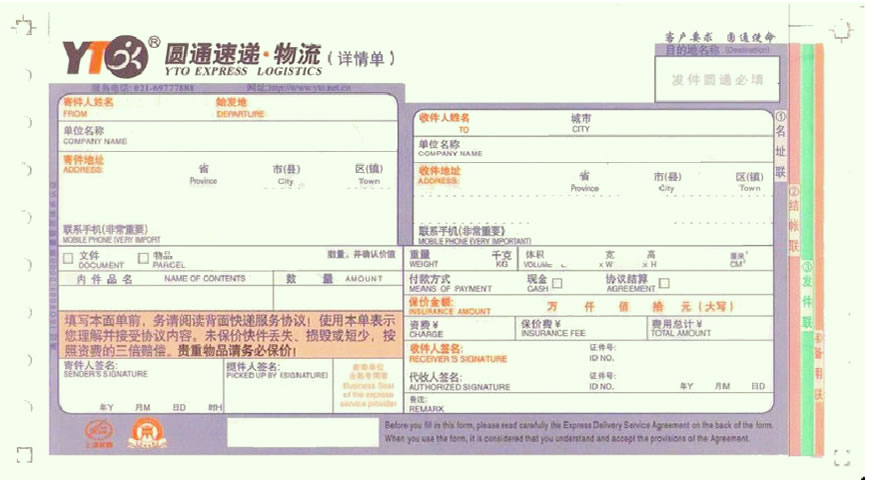 YTO® 圆通速递·物流(详情单)
YTO EXPRESS LOGISTICS
客户要求 圆通使命
目的地名称 (Destination)
发件圆通必填
服务电话: 021-69777888 网址:http://www.yto.net.cn
寄件人姓名 始发地
FROM DEPARTURE
单位名称
COMPANY NAME
寄件地址 省 市(县) 区(镇)
ADDRESS: Province City Town
联系手机(非常重要)
MOBILE PHONE (VERY IMPORT
收件人姓名 城市
TO CITY
单位名称
COMPANY NAME
收件地址 省 市(县) 区(镇)
ADDRESS: Province City Town
联系手机(非常重要)
MOBILE PHONE (VERY IMPORTANT)
文件 物品 数量,并确认价值
DOCUMENT PARCEL
内件品名 NAME OF CONTENTS 数 量 AMOUNT
填写本面单前,务请阅读背面快递服务协议!使用本单表示
您理解并接受协议内容。未保价快件丢失、损毁或短少,按
照资费的三倍赔偿。贵重物品请务必保价!
寄件人签名: 揽件人签名:
SENDER'S SIGNATURE PICKED UP BY (SIGNATURE)
Business Seal
of the express
service provider
年Y 月M 日D 时H
重量 千克 体积 宽 高 厘米³
WEIGHT KG VOLUME L x W x H CM³
付款方式 现金 协议结算
MEANS OF PAYMENT CASH AGREEMENT
保价金额: 万 仟 佰 拾 元(大写)
INSURANCE AMOUNT
资费¥ 保价费¥ 费用总计¥
CHARGE INSURANCE FEE TOTAL AMOUNT
收件人签名: 证件号:
RECEIVER'S SIGNATURE ID NO.
代收人签名: 证件号:
AUTHORIZED SIGNATURE ID NO. 年Y 月M 日D
备注:
REMARK
Before you fill in this form, please read carefully the Express Delivery Service Agreement on the back of the form.
When you use the form, it is considered that you understand and accept the provisions of the Agreement.
①名址联
②结帐联
③发件联
④备用联